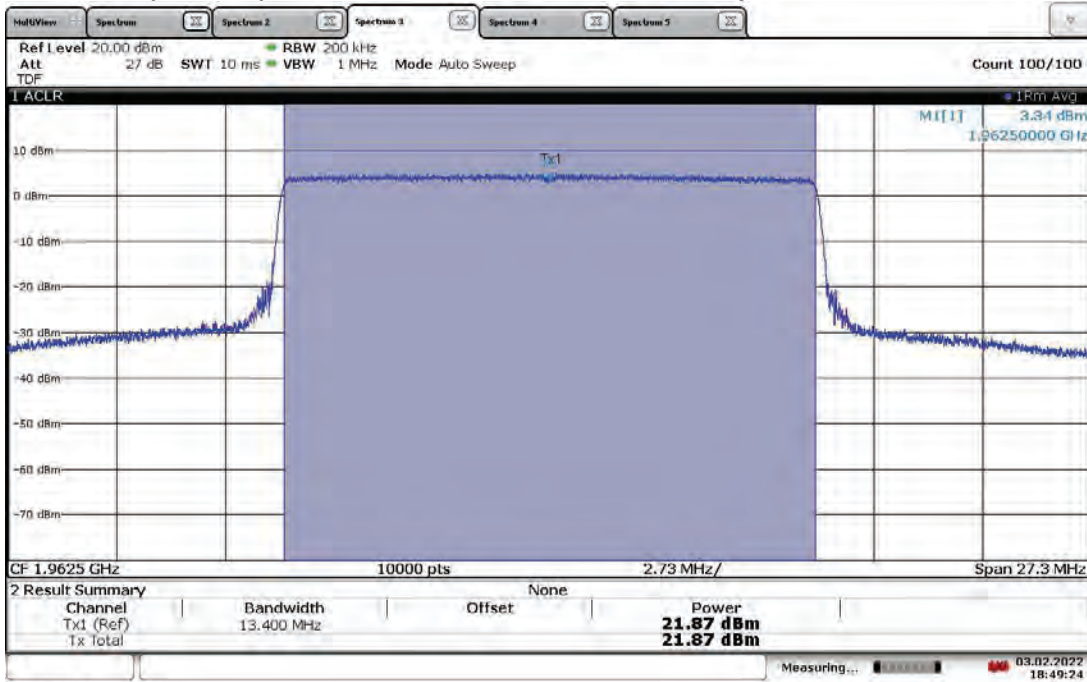 MultiView Spectrum Spectrum 2 Spectrum 3 Spectrum 4 Spectrum 5
Ref Level 20.00 dBm RBW 200 kHz
Att 27 dB SWT 10 ms VBW 1 MHz Mode Auto Sweep Count 100/100
TDF
1 ACLR 1Rm Avg
M1[1] 3.34 dBm
1.96250000 GHz
10 dBm
Tx1
0 dBm
-10 dBm
-20 dBm
-30 dBm
-40 dBm
-50 dBm
-60 dBm
-70 dBm
CF 1.9625 GHz 10000 pts 2.73 MHz/ Span 27.3 MHz
2 Result Summary None
Channel Bandwidth Offset Power
Tx1 (Ref) 13.400 MHz 21.87 dBm
Tx Total 21.87 dBm
Measuring... 03.02.2022
18:49:24